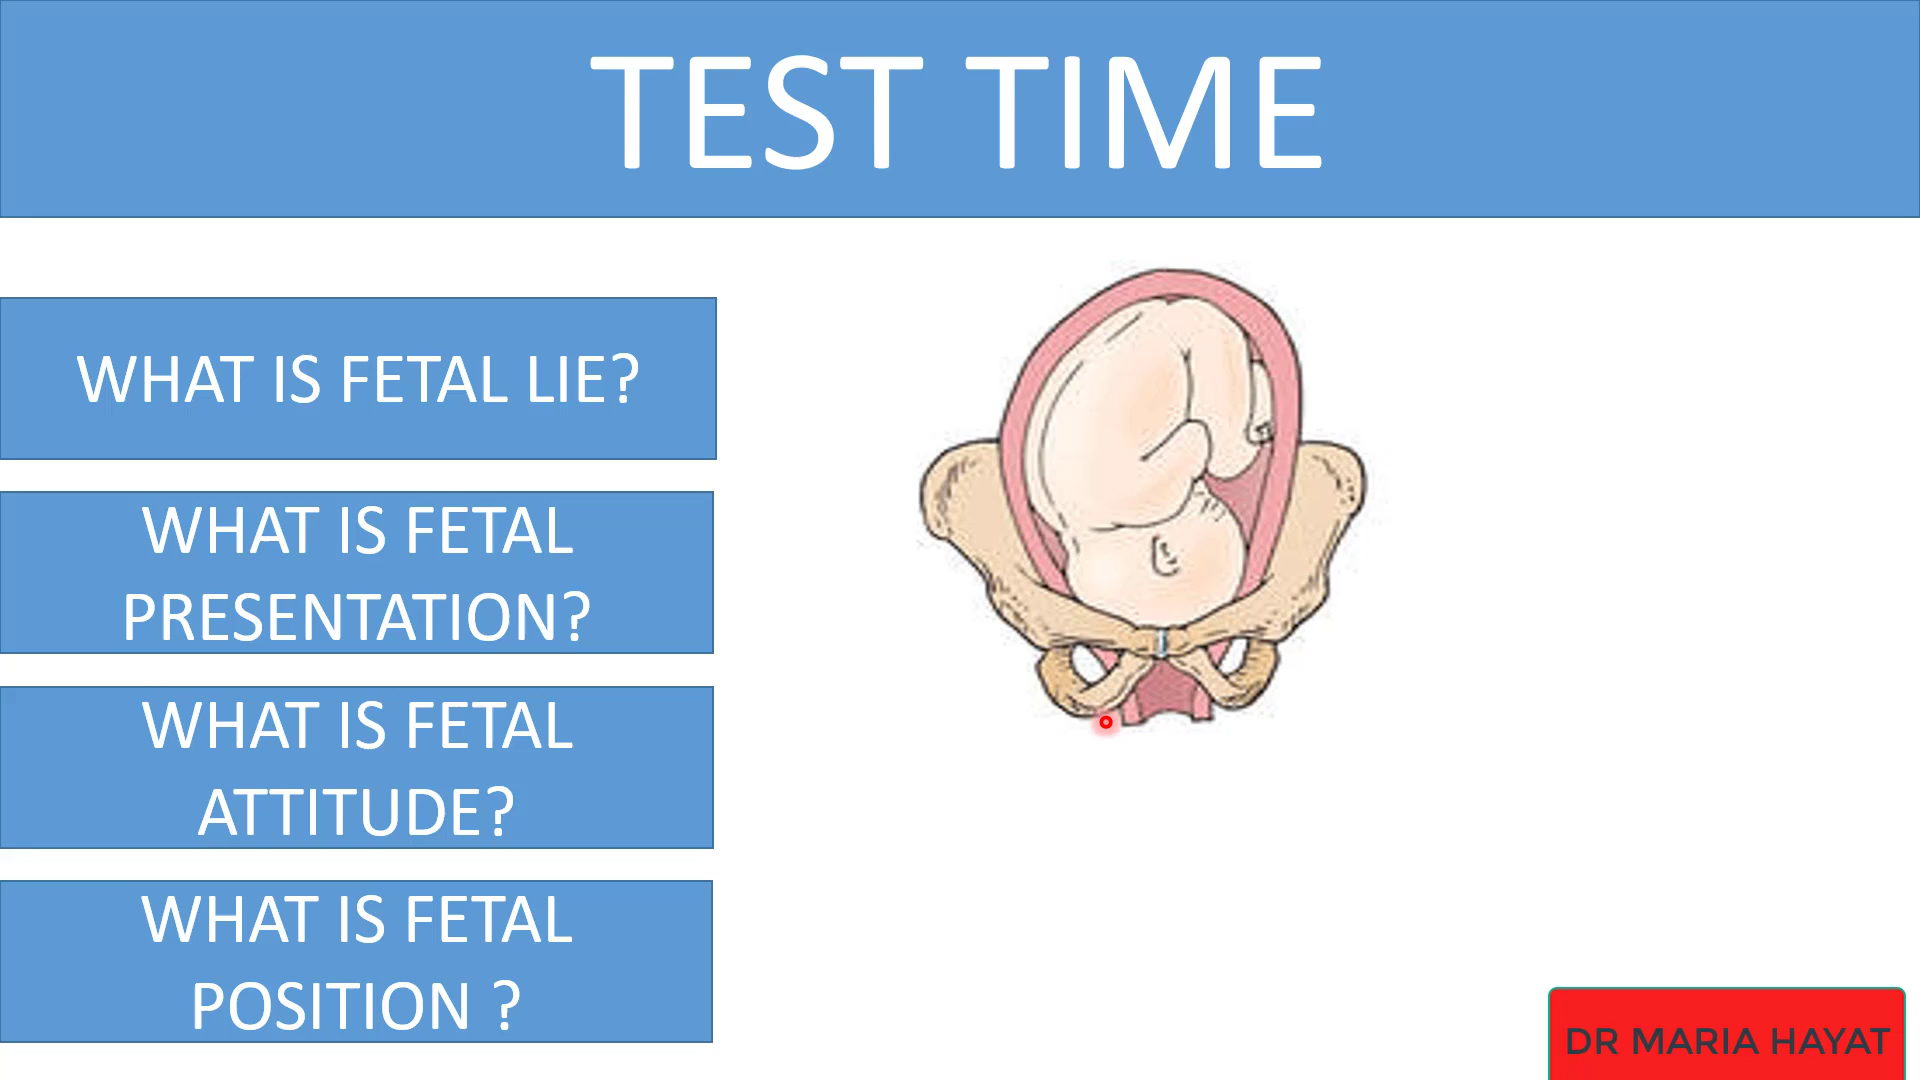 TEST TIME
WHAT IS FETAL LIE?
WHAT IS FETAL
PRESENTATION?
WHAT IS FETAL
ATTITUDE?
WHAT IS FETAL
POSITION ?
DR MARIA HAYAT